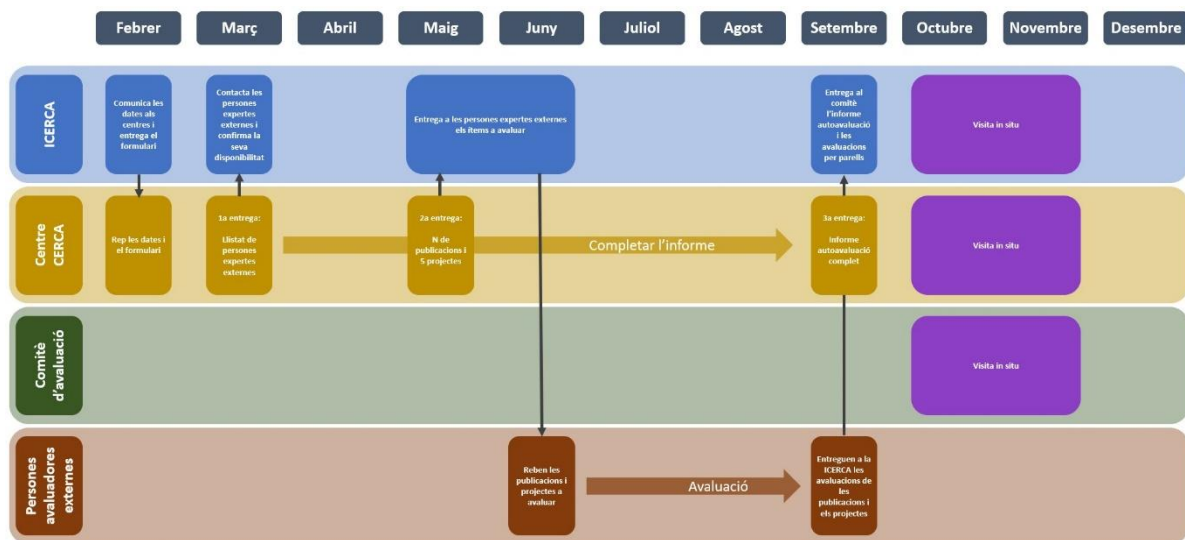 Febrer
Març
Abril
Maig
Juny
Juliol
Agost
Setembre
Octubre
Novembre
Desembre
ICERCA
Comunica les
dates als
centres i
entrega el
formulari
Contacta les
persones
expertes
externes i
confirma la
seva
disponibilitat
Entrega a les persones expertes externes
els ítems a avaluar
Entrega al
comitè
l'informe
autoavaluació
i les
avaluacions
per parells
Visita in situ
Centre
CERCA
Rep les dates i
el formulari
1a entrega:
Llistat de
persones
expertes
externes
2a entrega:
N de
publicacions i
5 projectes
Completar l'informe
3a entrega:
Informe
autoavaluació
complet
Visita in situ
Comitè
d'avaluació
Visita in situ
Persones
avaluadores
externes
Reben les
publicacions i
projectes a
avaluar
Avaluació
Entreguen a la
ICERCA les
avaluacions de
les
publicacions i
els projectes